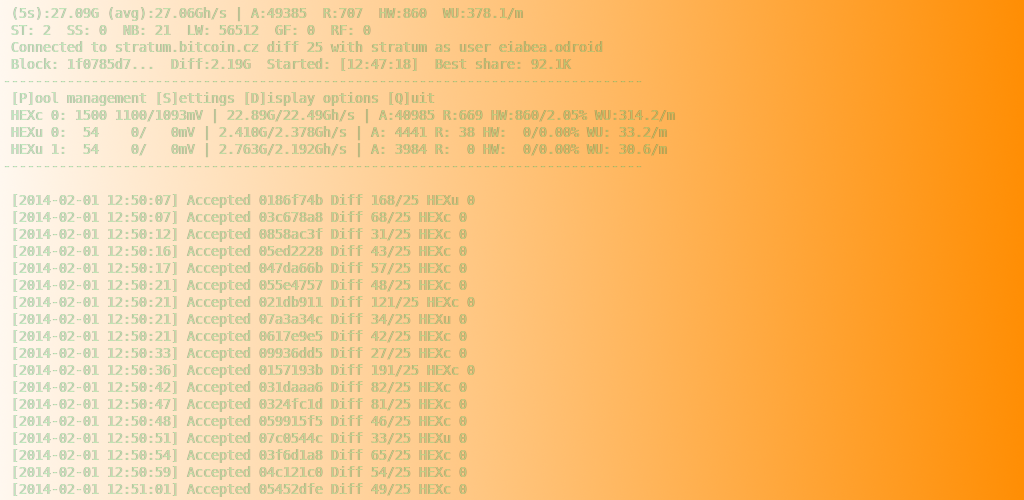 (5s):27.09G (avg):27.06Gh/s | A:49385 R:707 HW:860 WU:378.1/m
ST: 2 SS: 0 NB: 21 LW: 56512 GF: 0 RF: 0
Connected to stratum.bitcoin.cz diff 25 with stratum as user eiabea.odroid
Block: 1f0785d7... Diff:2.19G Started: [12:47:18] Best share: 92.1K
[P]ool management [S]ettings [D]isplay options [Q]uit
HEXc 0: 1500 1100/1093mV | 22.89G/22.49Gh/s | A:40985 R:669 HW:860/2.05% WU:314.2/m
HEXu 0: 54 0/ 0mV | 2.410G/2.378Gh/s | A: 4441 R: 38 HW: 0/0.00% WU: 33.2/m
HEXu 1: 54 0/ 0mV | 2.763G/2.192Gh/s | A: 3984 R: 0 HW: 0/0.00% WU: 30.6/m
[2014-02-01 12:50:07] Accepted 0186f74b Diff 168/25 HEXu 0
[2014-02-01 12:50:07] Accepted 03c678a8 Diff 68/25 HEXc 0
[2014-02-01 12:50:12] Accepted 0858ac3f Diff 31/25 HEXc 0
[2014-02-01 12:50:16] Accepted 05ed2228 Diff 43/25 HEXc 0
[2014-02-01 12:50:17] Accepted 047da66b Diff 57/25 HEXc 0
[2014-02-01 12:50:21] Accepted 055e4757 Diff 48/25 HEXc 0
[2014-02-01 12:50:21] Accepted 021db911 Diff 121/25 HEXc 0
[2014-02-01 12:50:21] Accepted 07a3a34c Diff 34/25 HEXu 0
[2014-02-01 12:50:21] Accepted 0617e9e5 Diff 42/25 HEXc 0
[2014-02-01 12:50:33] Accepted 09936dd5 Diff 27/25 HEXc 0
[2014-02-01 12:50:36] Accepted 0157193b Diff 191/25 HEXc 0
[2014-02-01 12:50:42] Accepted 031daaa6 Diff 82/25 HEXc 0
[2014-02-01 12:50:47] Accepted 0324fc1d Diff 81/25 HEXc 0
[2014-02-01 12:50:48] Accepted 059915f5 Diff 46/25 HEXc 0
[2014-02-01 12:50:51] Accepted 07c0544c Diff 33/25 HEXu 0
[2014-02-01 12:50:54] Accepted 03f6d1a8 Diff 65/25 HEXc 0
[2014-02-01 12:50:59] Accepted 04c121c0 Diff 54/25 HEXc 0
[2014-02-01 12:51:01] Accepted 05452dfe Diff 49/25 HEXc 0